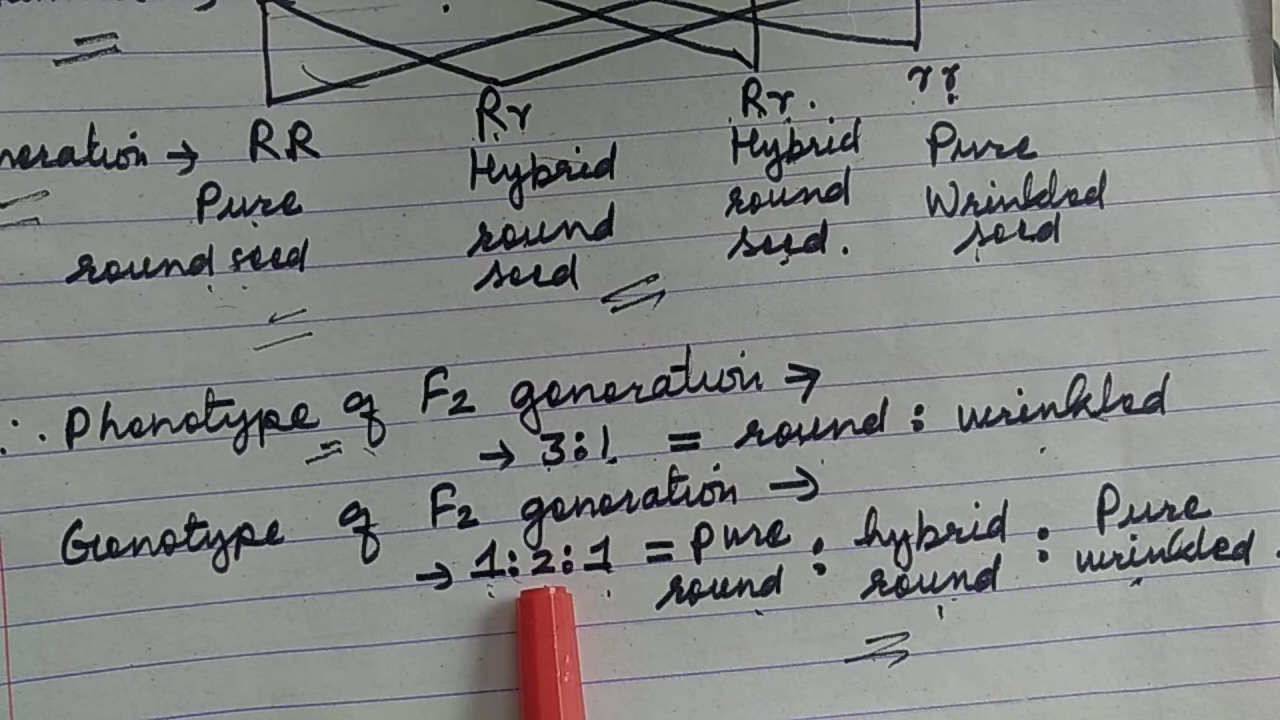 RR Rr Rr. rr
neration → Pure Hybrid Hybrid Pure
round seed round round Wrinkled
seed seed. seed
∴ Phenotype of F2 generation →
→ 3:1 = round : wrinkled
Genotype of F2 generation →
→ 1:2:1 = pure round : hybrid round : Pure wrinkled.